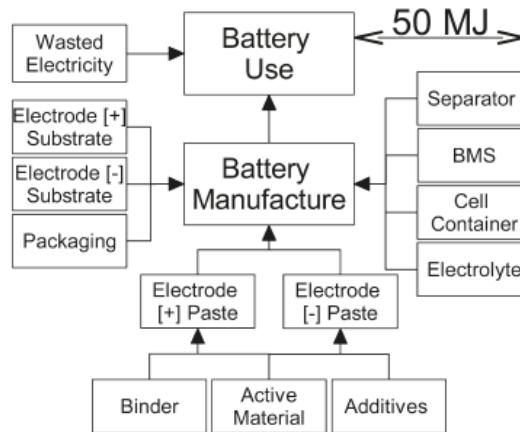 Wasted
Electricity
Battery
Use
50 MJ
Electrode [+]
Substrate
Electrode [-]
Substrate
Packaging
Battery
Manufacture
Separator
BMS
Cell
Container
Electrolyte
Electrode
[+] Paste
Electrode
[-] Paste
Binder
Active
Material
Additives